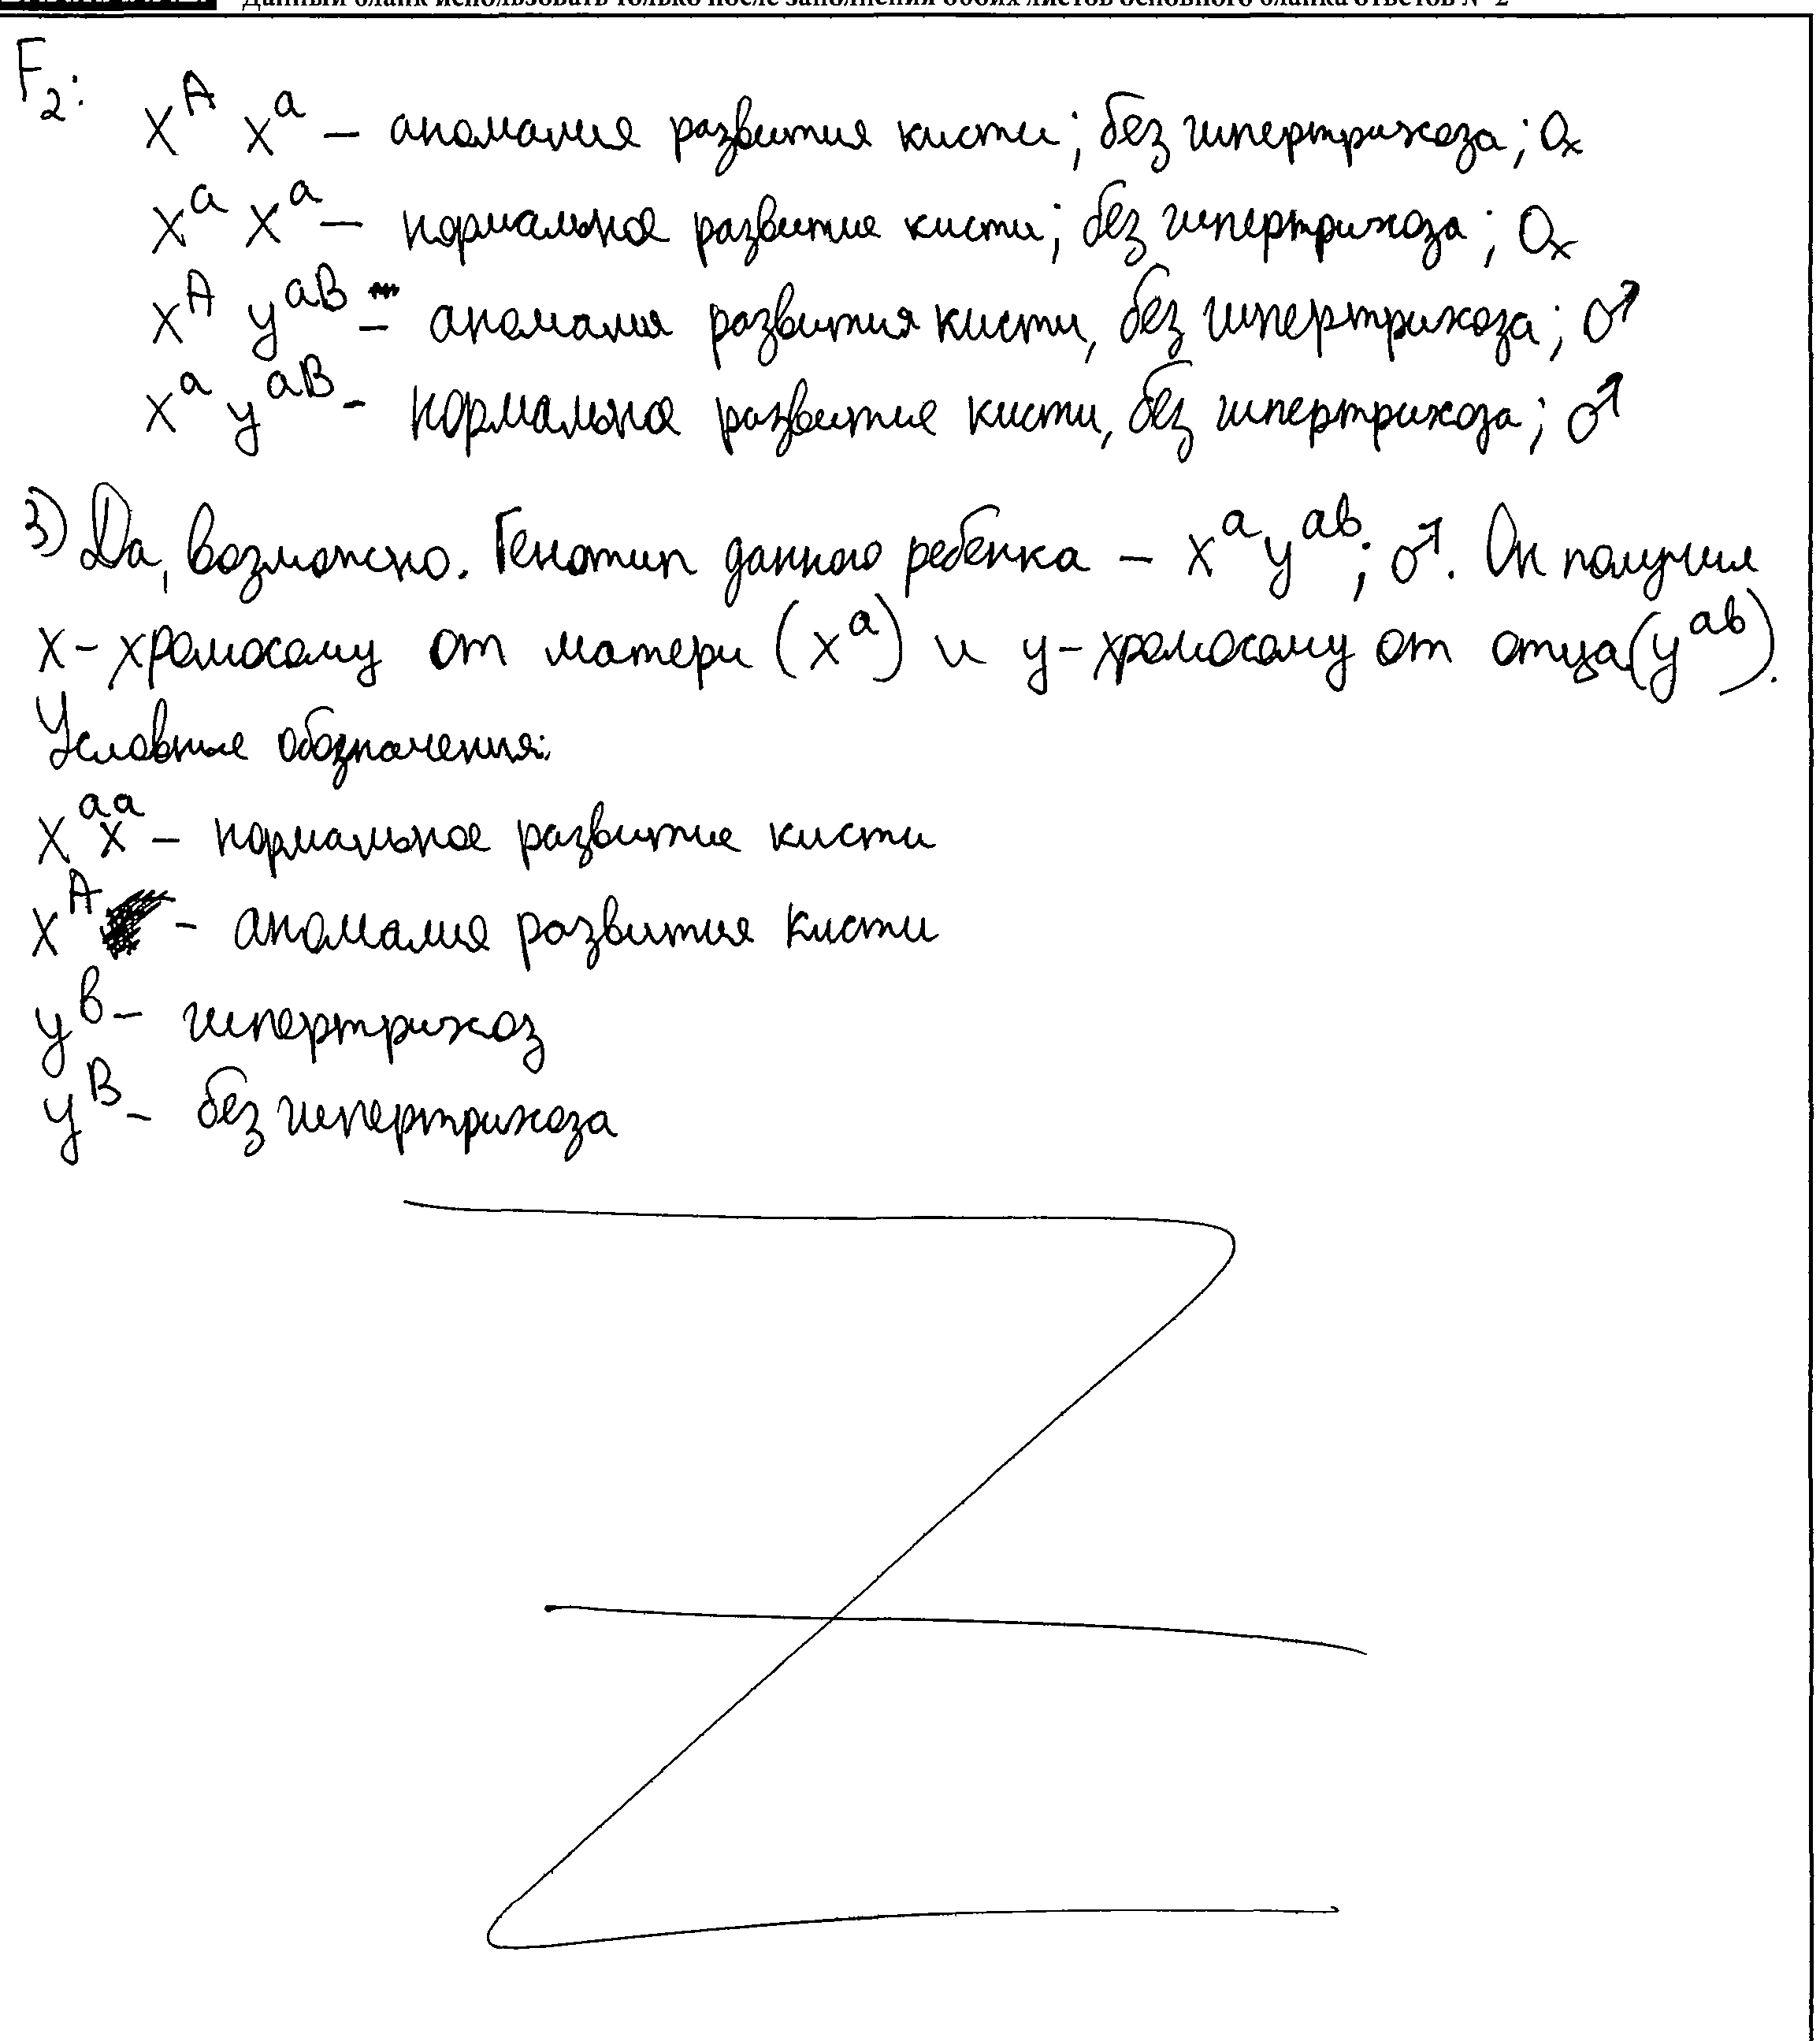 Данный бланк использовать только после заполнения обоих листов основного бланка ответов № 2
F₂:
X^A X^a – аномалия развития кисти; без гипертрихоза; ♀
X^a X^a – нормальное развитие кисти; без гипертрихоза; ♀
X^A y^aB – аномалия развития кисти, без гипертрихоза; ♂
X^a y^aB – нормальное развитие кисти, без гипертрихоза; ♂
3) Да, возможно. Генотип данного ребенка – X^a y^ab; ♂. Он получил
X-хромосому от матери (X^a) и y-хромосому от отца (y^ab).
Условные обозначения:
X^a X^a – нормальное развитие кисти
X^A – аномалия развития кисти
y^b – гипертрихоз
y^B – без гипертрихоза